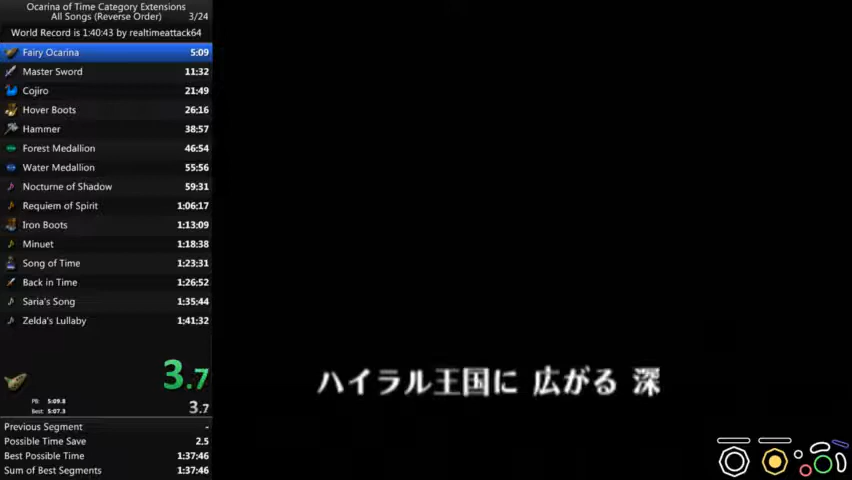 Ocarina of Time Category Extensions
All Songs (Reverse Order) 3/24
World Record is 1:40:43 by realtimeattack64
Fairy Ocarina 5:09
Master Sword 11:32
Cojiro 21:49
Hover Boots 26:16
Hammer 38:57
Forest Medallion 46:54
Water Medallion 55:56
Nocturne of Shadow 59:31
Requiem of Spirit 1:06:17
Iron Boots 1:13:09
Minuet 1:18:38
Song of Time 1:23:31
Back in Time 1:26:52
Saria's Song 1:35:44
Zelda's Lullaby 1:41:32
3.7
PB: 5:09.8
Best: 5:07.3
3.7
Previous Segment -
Possible Time Save 2.5
Best Possible Time 1:37:46
Sum of Best Segments 1:37:46
ハイラル王国に 広がる 深